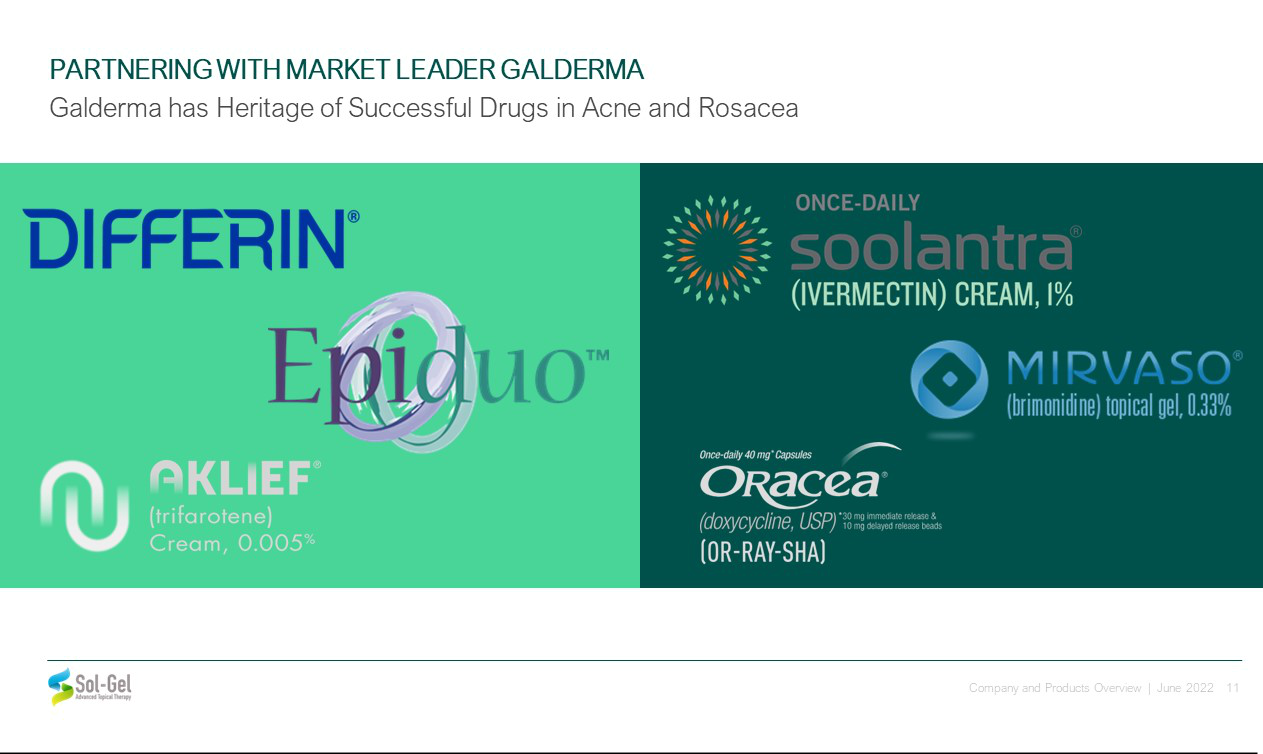 PARTNERING WITH MARKET LEADER GALDERMA
Galderma has Heritage of Successful Drugs in Acne and Rosacea
DIFFERIN®
Epiduo™
AKLIEF®
(trifarotene)
Cream, 0.005%
ONCE-DAILY
soolantra®
(IVERMECTIN) CREAM, 1%
MIRVASO®
(brimonidine) topical gel, 0.33%
Once-daily 40 mg* Capsules
ORACEA®
(doxycycline, USP) *30 mg immediate release &
10 mg delayed release beads
(OR-RAY-SHA)
Sol-Gel
Advanced Topical Therapy
Company and Products Overview | June 2022 11